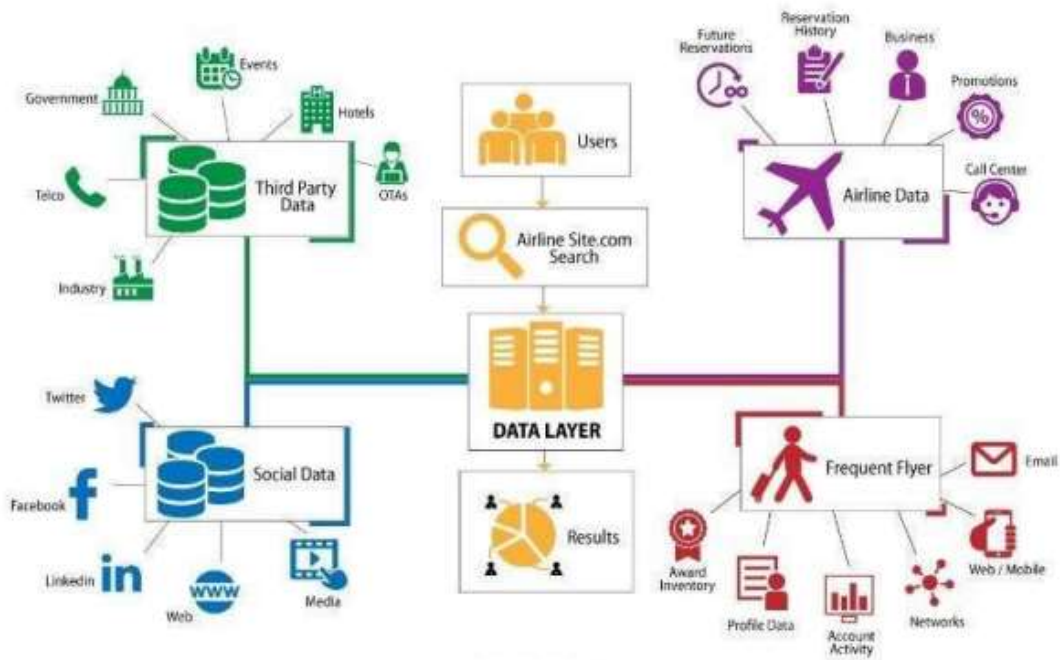 Government
Events
Hotels
H
OTAs
Telco
Industry
Third Party
Data
Users
Airline Site.com
Search
DATA LAYER
Results
Future
Reservations
Reservation
History
Business
Promotions
%
Call Center
Airline Data
Twitter
Facebook
f
Linkedin
in
Web
WWW
Media
Social Data
Frequent Flyer
Email
Web / Mobile
Networks
Account
Activity
Profile Data
Award
Inventory